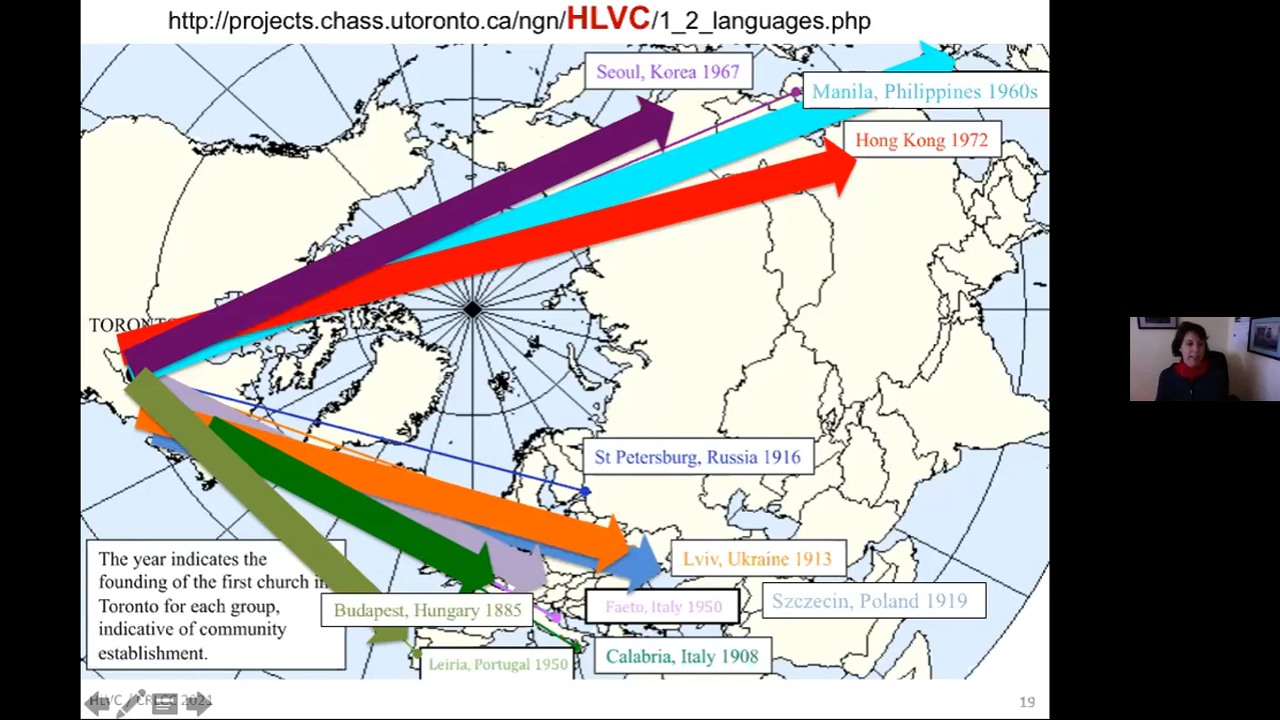 http://projects.chass.utoronto.ca/ngn/HLVC/1_2_languages.php
Seoul, Korea 1967
Manila, Philippines 1960s
Hong Kong 1972
TORONTO
St Petersburg, Russia 1916
Lviv, Ukraine 1913
Szczecin, Poland 1919
Faeto, Italy 1950
Budapest, Hungary 1885
Calabria, Italy 1908
Leiria, Portugal 1950
The year indicates the
founding of the first church in
Toronto for each group,
indicative of community
establishment.
HLVC / CRLCC 2021
19